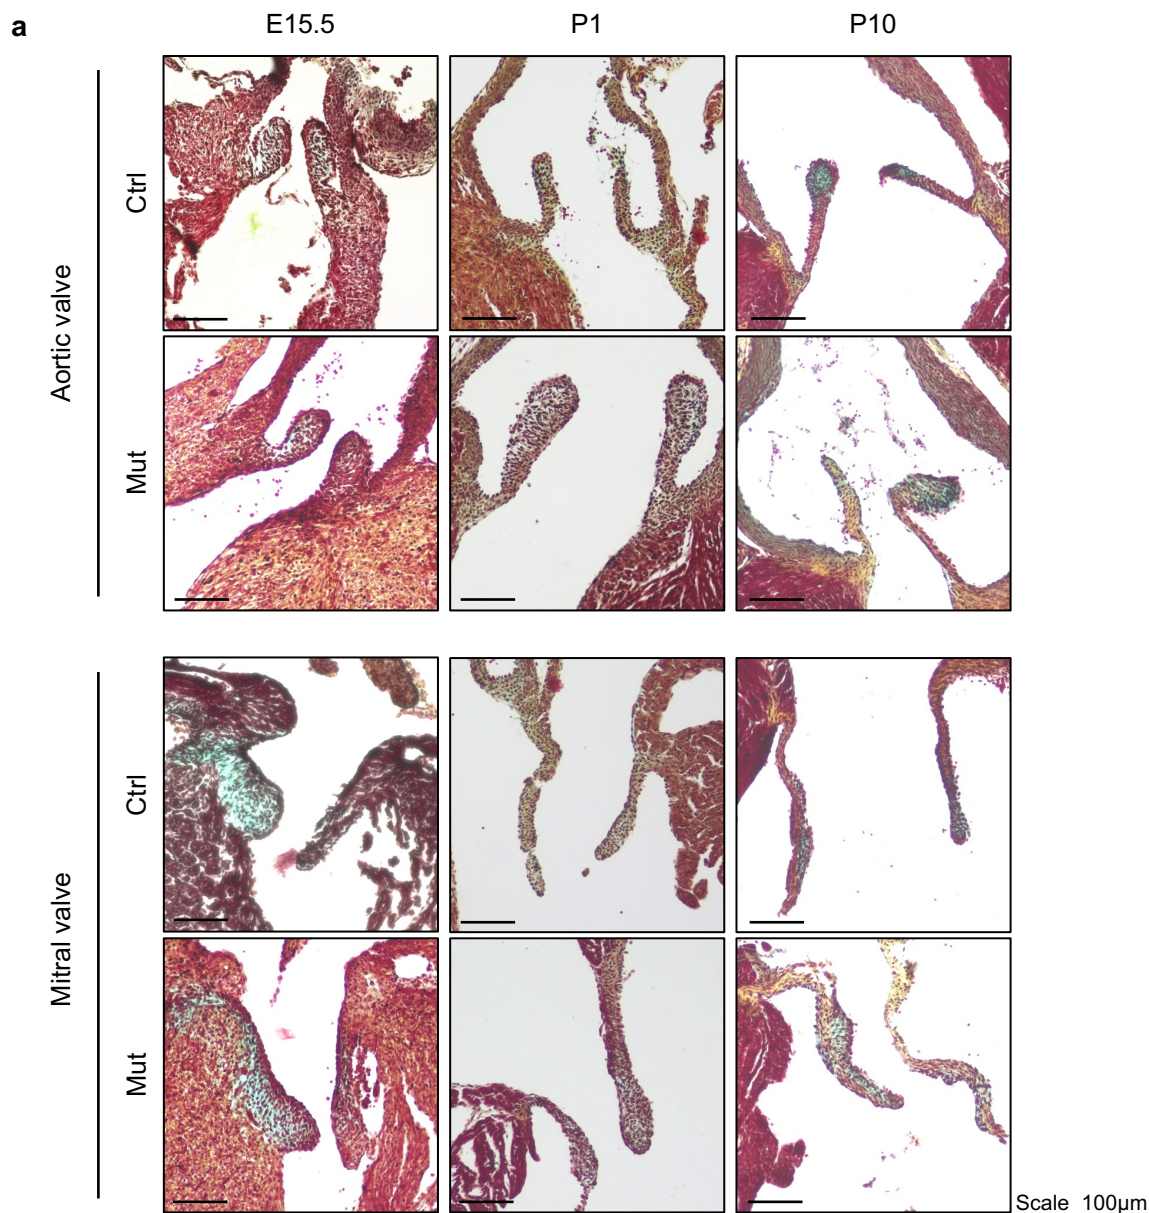 a
E15.5 P1 P10
Aortic valve
Ctrl
Mut
Mitral valve
Ctrl
Mut
Scale 100µm